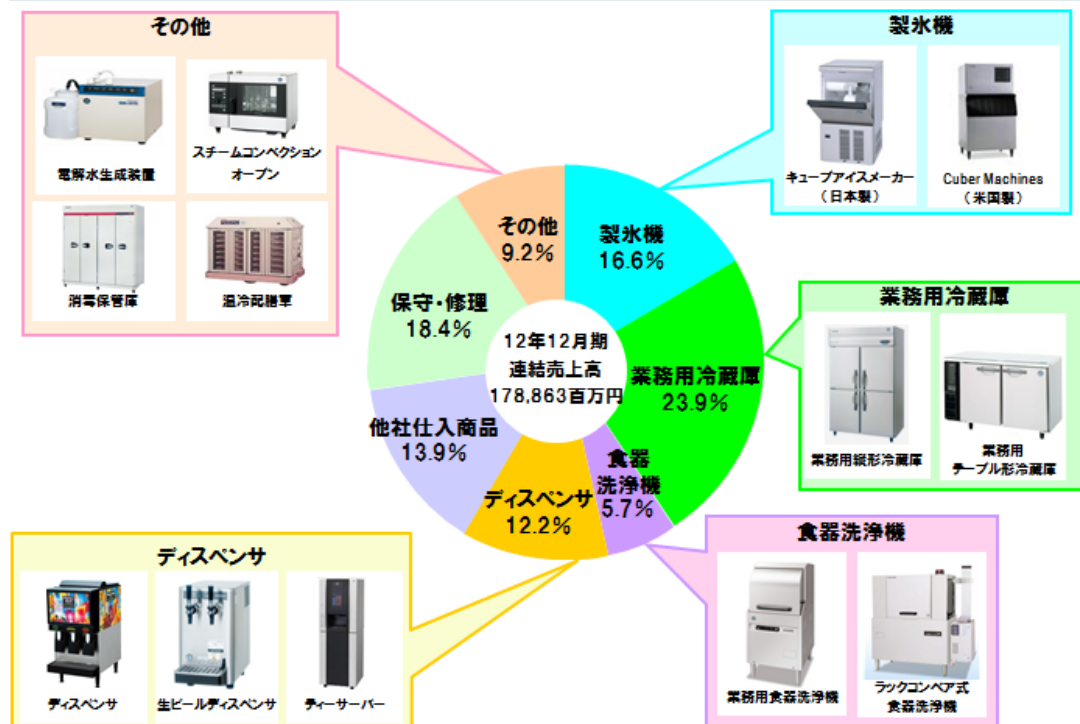 その他
電解水生成装置
スチームコンベクション
オーブン
消毒保管庫
温冷配膳車
製氷機
キューブアイスメーカー
（日本製）
Cuber Machines
（米国製）
その他
9.2%
製氷機
16.6%
保守・修理
18.4%
12年12月期
連結売上高
178,863百万円
業務用冷蔵庫
23.9%
他社仕入商品
13.9%
食器
洗浄機
5.7%
ディスペンサ
12.2%
業務用冷蔵庫
業務用縦形冷蔵庫
業務用
テーブル形冷蔵庫
ディスペンサ
ディスペンサ
生ビールディスペンサ
ティーサーバー
食器洗浄機
業務用食器洗浄機
ラックコンベア式
食器洗浄機